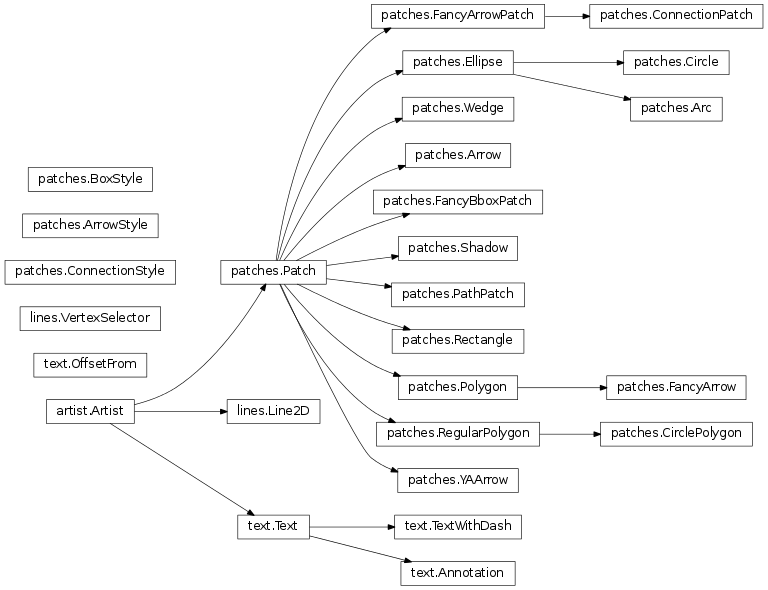 patches.FancyArrowPatch
patches.ConnectionPatch
patches.Ellipse
patches.Circle
patches.Wedge
patches.Arc
patches.Arrow
patches.BoxStyle
patches.FancyBboxPatch
patches.ArrowStyle
patches.Shadow
patches.ConnectionStyle
patches.Patch
patches.PathPatch
lines.VertexSelector
patches.Rectangle
text.OffsetFrom
patches.Polygon
patches.FancyArrow
artist.Artist
lines.Line2D
patches.RegularPolygon
patches.CirclePolygon
patches.YAArrow
text.Text
text.TextWithDash
text.Annotation